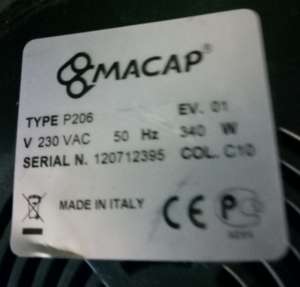 MACAP®
TYPE P206 EV. 01
V 230 VAC 50 Hz 340 W
SERIAL N. 120712395 COL. C10
MADE IN ITALY CE